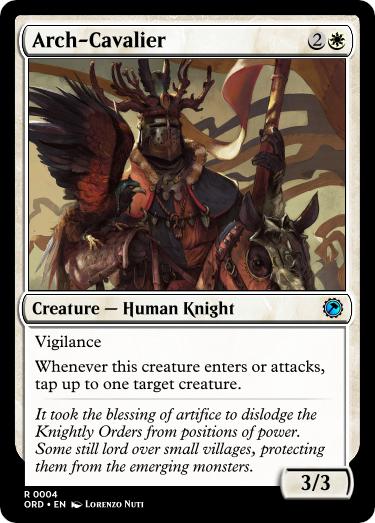 Arch-Cavalier 2
Creature — Human Knight
Vigilance
Whenever this creature enters or attacks,
tap up to one target creature.
It took the blessing of artifice to dislodge the
Knightly Orders from positions of power.
Some still lord over small villages, protecting
them from the emerging monsters.
3/3
R 0004
ORD • EN Lorenzo Nuti